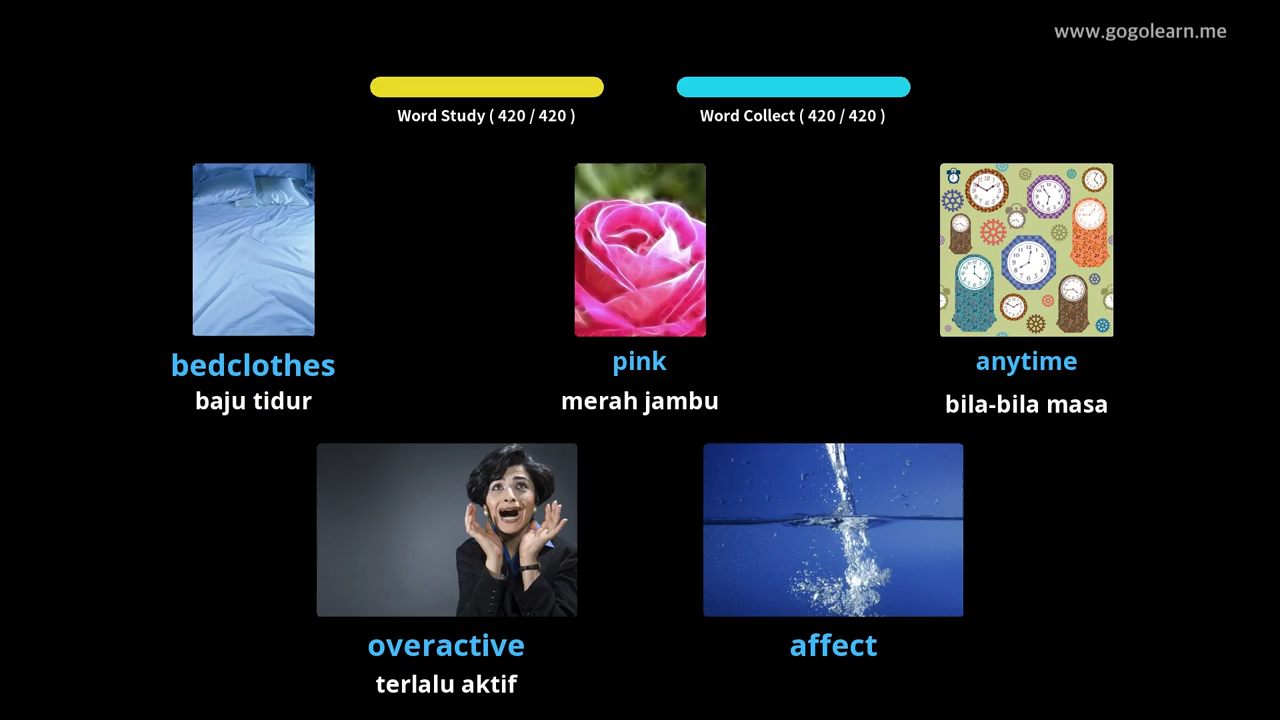 www.gogolearn.me
Word Study ( 420 / 420 )
Word Collect ( 420 / 420 )
bedclothes
baju tidur
pink
merah jambu
anytime
bila-bila masa
overactive
terlalu aktif
affect